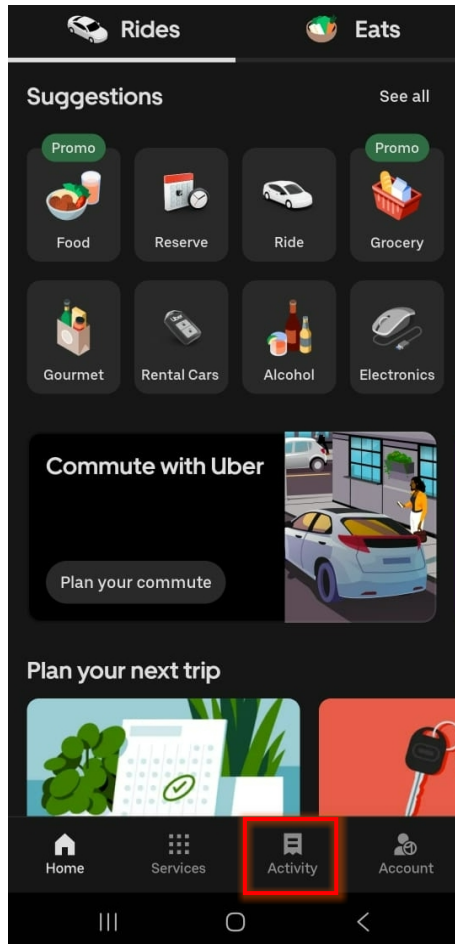 Rides Eats
Suggestions See all
Promo Promo
Food Reserve Ride Grocery
Gourmet Rental Cars Alcohol Electronics
Commute with Uber
Plan your commute
Plan your next trip
Home Services Activity Account